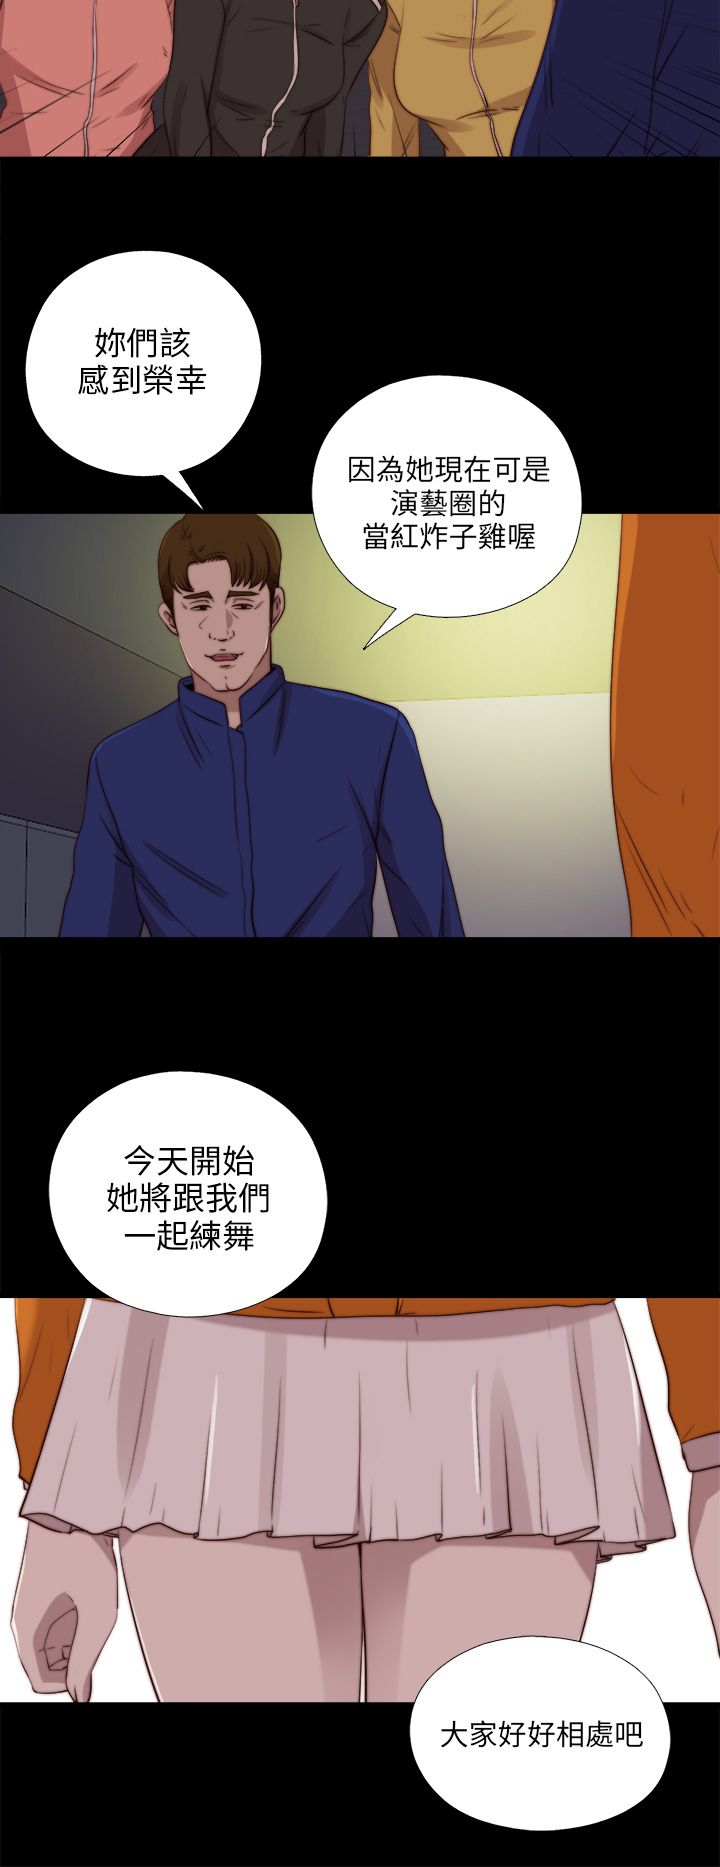 妳們該
感到榮幸
因為她現在可是
演藝圈的
當紅炸子雞喔
今天開始
她將跟我們
一起練舞
大家好好相處吧